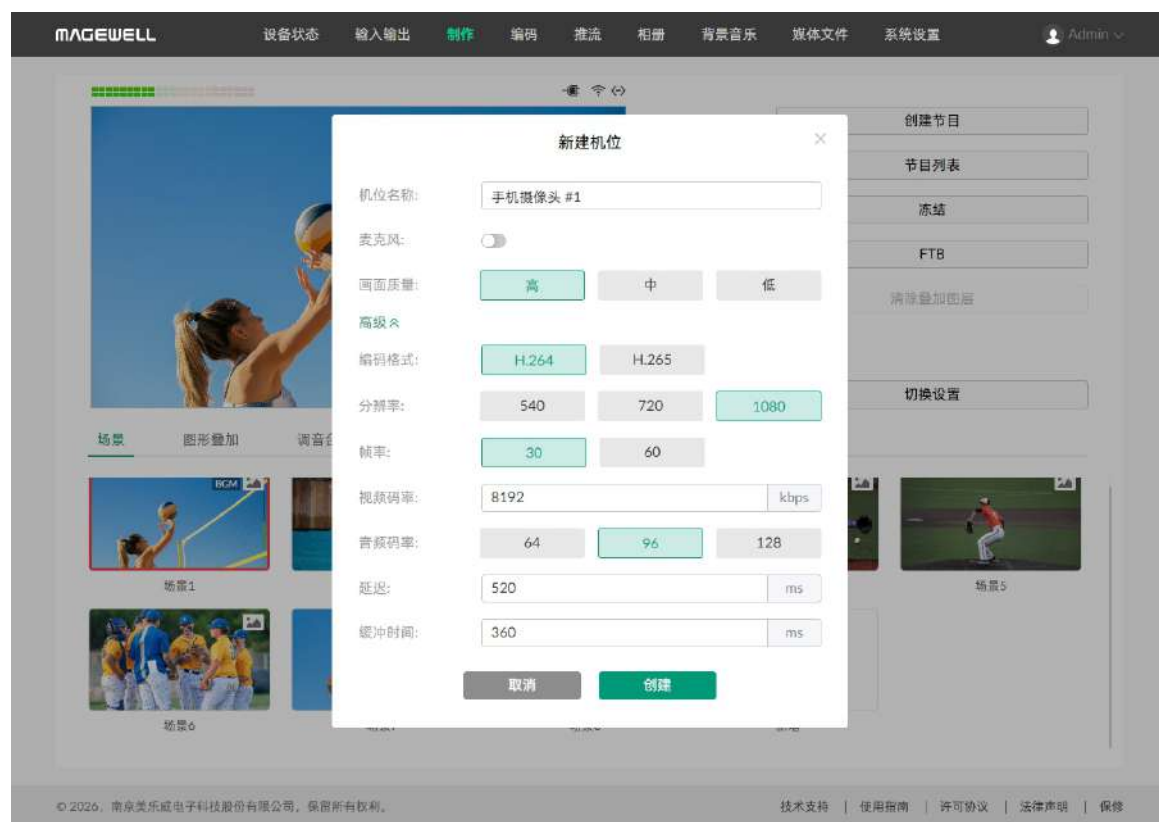 MAGEWELL 设备状态 输入输出 制作 编码 推流 相册 背景音乐 媒体文件 系统设置 Admin
创建节目
新建机位
节目列表
机位名称: 手机摄像头 #1
冻结
麦克风:
FTB
画面质量: 高 中 低
清除叠加图层
高级
编码格式: H.264 H.265
切换设置
分辨率: 540 720 1080
场景 图形叠加 调音
帧率: 30 60
BGM
视频码率: 8192 kbps
音频码率: 64 96 128
场景1
延迟: 520 ms
场景5
缓冲时间: 360 ms
取消 创建
场景6
© 2026, 南京美乐威电子科技股份有限公司, 保留所有权利。 技术支持 | 使用指南 | 许可协议 | 法律声明 | 保修